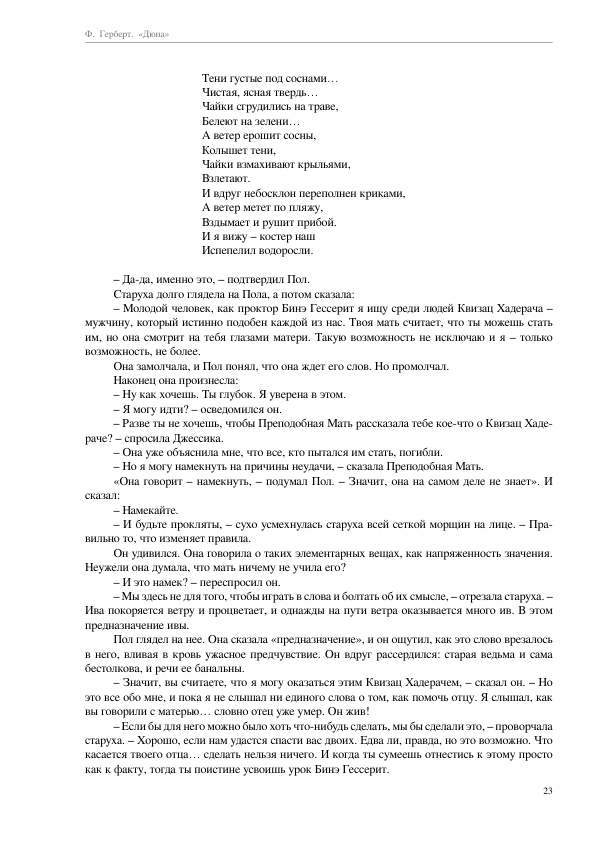 Ф. Герберт. «Дюна»
Тени густые под соснами…
Чистая, ясная твердь…
Чайки сгрудились на траве,
Белеют на зелени…
А ветер ерошит сосны,
Колышет тени,
Чайки взмахивают крыльями,
Взлетают.
И вдруг небосклон переполнен криками,
А ветер метет по пляжу,
Вздымает и рушит прибой.
И я вижу – костер наш
Испепелил водоросли.
– Да-да, именно это, – подтвердил Пол.
Старуха долго глядела на Пола, а потом сказала:
– Молодой человек, как проктор Бинэ Гессерит я ищу среди людей Квизац Хадерача –
мужчину, который истинно подобен каждой из нас. Твоя мать считает, что ты можешь стать
им, но она смотрит на тебя глазами матери. Такую возможность не исключаю и я – только
возможность, не более.
Она замолчала, и Пол понял, что она ждет его слов. Но промолчал.
Наконец она произнесла:
– Ну как хочешь. Ты глубок. Я уверена в этом.
– Я могу идти? – осведомился он.
– Разве ты не хочешь, чтобы Преподобная Мать рассказала тебе кое-что о Квизац Хаде-
раче? – спросила Джессика.
– Она уже объяснила мне, что все, кто пытался им стать, погибли.
– Но я могу намекнуть на причины неудачи, – сказала Преподобная Мать.
«Она говорит – намекнуть, – подумал Пол. – Значит, она на самом деле не знает». И
сказал:
– Намекайте.
– И будьте прокляты, – сухо усмехнулась старуха всей сеткой морщин на лице. – Пра-
вильно то, что изменяет правила.
Он удивился. Она говорила о таких элементарных вещах, как напряженность значения.
Неужели она думала, что мать ничему не учила его?
– И это намек? – переспросил он.
– Мы здесь не для того, чтобы играть в слова и болтать об их смысле, – отрезала старуха. –
Ива покоряется ветру и процветает, и однажды на пути ветра оказывается много ив. В этом
предназначение ивы.
Пол глядел на нее. Она сказала «предназначение», и он ощутил, как это слово врезалось
в него, вливая в кровь ужасное предчувствие. Он вдруг рассердился: старая ведьма и сама
бестолкова, и речи ее банальны.
– Значит, вы считаете, что я могу оказаться этим Квизац Хадерачем, – сказал он. – Но
это все обо мне, и пока я не слышал ни единого слова о том, как помочь отцу. Я слышал, как
вы говорили с матерью… словно отец уже умер. Он жив!
– Если бы для него можно было хоть что-нибудь сделать, мы бы сделали это, – проворчала
старуха. – Хорошо, если нам удастся спасти вас двоих. Едва ли, правда, но это возможно. Что
касается твоего отца… сделать нельзя ничего. И когда ты сумеешь отнестись к этому просто
как к факту, тогда ты поистине усвоишь урок Бинэ Гессерит.
23